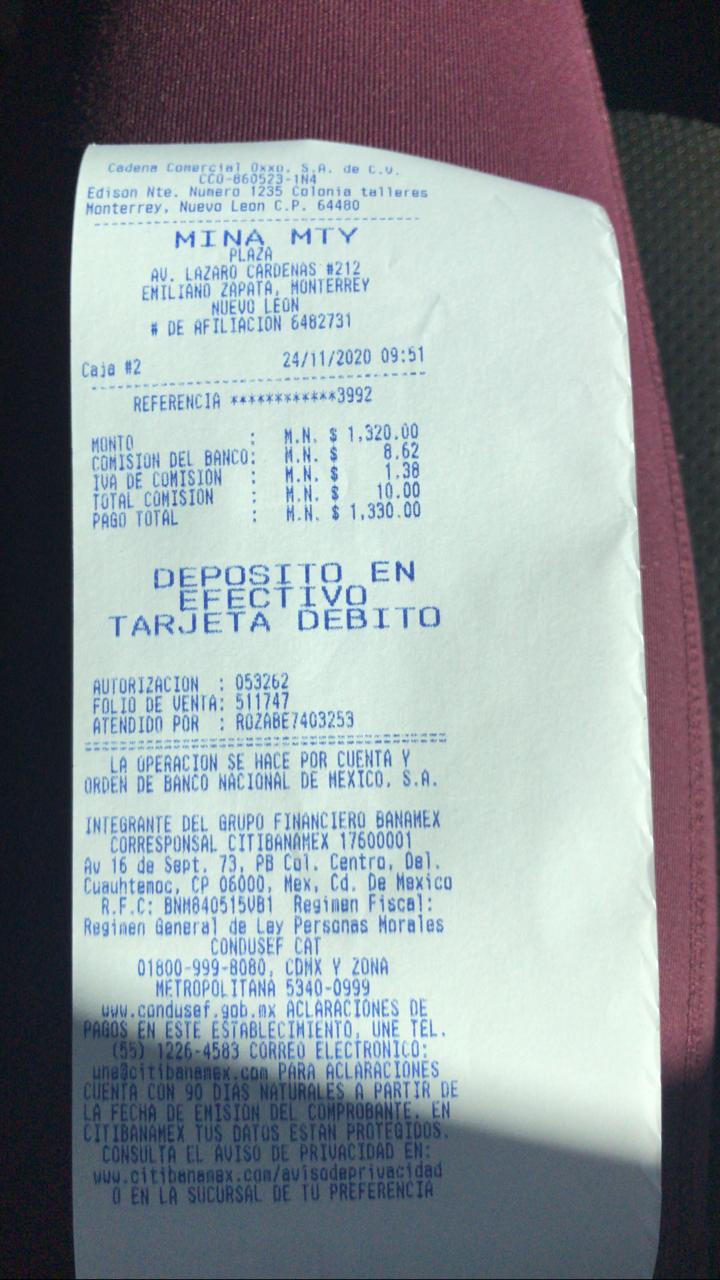 Cadena Comercial Oxxo, S.A. de C.V.
CCO-860523-1N4
Edison Nte. Numero 1235 Colonia talleres
Monterrey, Nuevo Leon C.P. 64480
MINA MTY
PLAZA
AV. LAZARO CARDENAS #212
EMILIANO ZAPATA, MONTERREY
NUEVO LEON
# DE AFILIACION 6482731
Caja #2 24/11/2020 09:51
REFERENCIA ************3992
MONTO : M.N. $ 1,320.00
COMISION DEL BANCO: M.N. $ 8.62
IVA DE COMISION : M.N. $ 1.38
TOTAL COMISION : M.N. $ 10.00
PAGO TOTAL : M.N. $ 1,330.00
DEPOSITO EN
EFECTIVO
TARJETA DEBITO
AUTORIZACION : 053262
FOLIO DE VENTA: 511747
ATENDIDO POR : ROZABE7403253
LA OPERACION SE HACE POR CUENTA Y
ORDEN DE BANCO NACIONAL DE MEXICO, S.A.
INTEGRANTE DEL GRUPO FINANCIERO BANAMEX
CORRESPONSAL CITIBANAMEX 17600001
Av 16 de Sept. 73, PB Col. Centro, Del.
Cuauhtemoc, CP 06000, Mex, Cd. De Mexico
R.F.C: BNM840515VB1 Regimen Fiscal:
Regimen General de Ley Personas Morales
CONDUSEF CAT
01800-999-8080, CDMX Y ZONA
METROPOLITANA 5340-0999
www.condusef.gob.mx ACLARACIONES DE
PAGOS EN ESTE ESTABLECIMIENTO, UNE TEL.
(55) 1226-4583 CORREO ELECTRONICO:
une@citibanamex.com PARA ACLARACIONES
CUENTA CON 90 DIAS NATURALES A PARTIR DE
LA FECHA DE EMISION DEL COMPROBANTE. EN
CITIBANAMEX TUS DATOS ESTAN PROTEGIDOS.
CONSULTA EL AVISO DE PRIVACIDAD EN:
www.citibanamex.com/avisodeprivacidad
O EN LA SUCURSAL DE TU PREFERENCIA